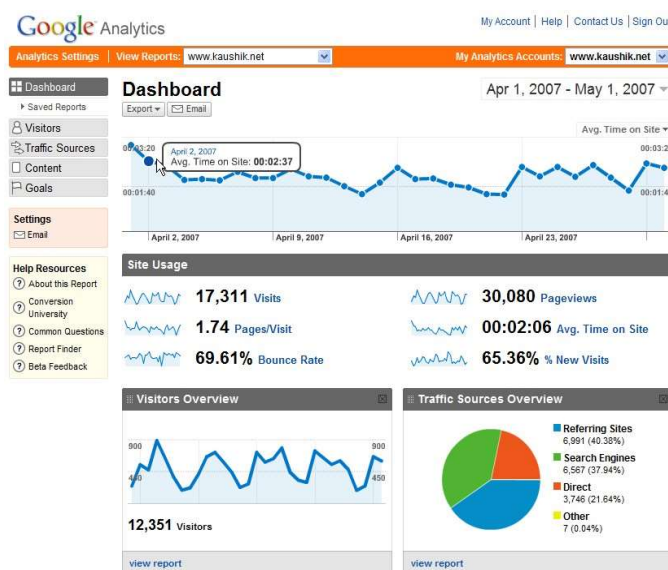 Google Analytics
My Account | Help | Contact Us | Sign Ou
Analytics Settings | View Reports: www.kaushik.net
My Analytics Accounts: www.kaushik.net
Dashboard
Saved Reports
Visitors
Traffic Sources
Content
Goals
Settings
Email
Help Resources
About this Report
Conversion
University
Common Questions
Report Finder
Beta Feedback
Dashboard
Apr 1, 2007 - May 1, 2007
Export
Email
Avg. Time on Site
00:03:20
00:03:2
April 2, 2007
Avg. Time on Site: 00:02:37
00:01:40
00:01:4
April 2, 2007
April 9, 2007
April 16, 2007
April 23, 2007
Site Usage
17,311 Visits
30,080 Pageviews
1.74 Pages/Visit
00:02:06 Avg. Time on Site
69.61% Bounce Rate
65.36% % New Visits
Visitors Overview
900
900
450
450
12,351 Visitors
view report
Traffic Sources Overview
Referring Sites
6,991 (40.38%)
Search Engines
6,567 (37.94%)
Direct
3,746 (21.64%)
Other
7 (0.04%)
view report